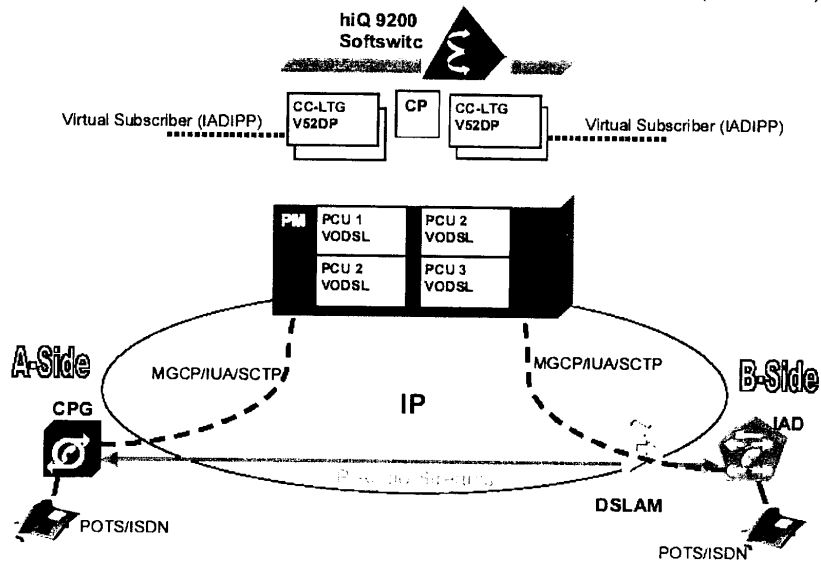 hiQ 9200
Softswitc
CC-LTG
V52DP
CP
CC-LTG
V52DP
Virtual Subscriber (IADIPP)
Virtual Subscriber (IADIPP)
PM
PCU 1
VODSL
PCU 2
VODSL
PCU 2
VODSL
PCU 3
VODSL
A-Side
MGCP/IUA/SCTP
MGCP/IUA/SCTP
B-Side
CPG
IP
IAD
DSLAM
POTS/ISDN
POTS/ISDN